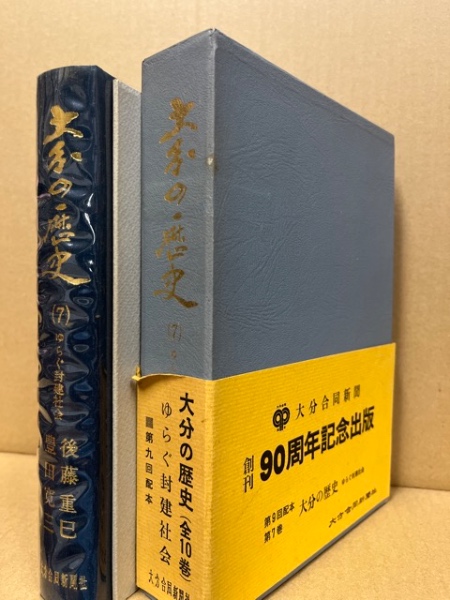 大分の歴史
(7)
ゆらぐ封建社会
後藤重巳
豊田寛三
大分合同新聞社
大分の歴史
(7)
大分の歴史(全10巻)
ゆらぐ封建社会
第九回配本
大分合同新聞社
大分合同新聞
創刊
90周年記念出版
第9回配本
第7巻
大分の歴史
ゆらぐ封建社会
大分合同新聞社